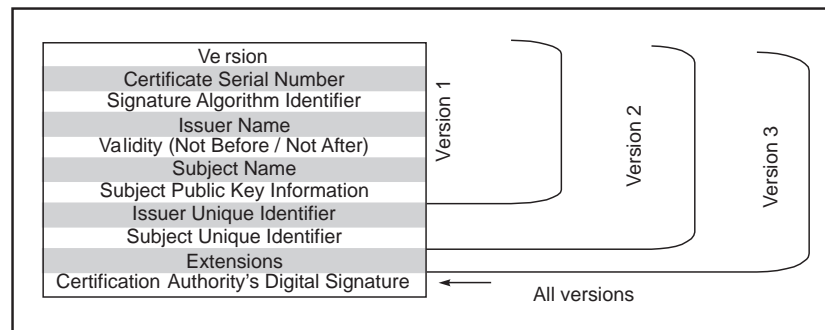 Version
Certificate Serial Number
Signature Algorithm Identifier
Issuer Name
Validity (Not Before / Not After)
Subject Name
Subject Public Key Information
Issuer Unique Identifier
Subject Unique Identifier
Extensions
Certification Authority's Digital Signature
Version 1
Version 2
Version 3
All versions